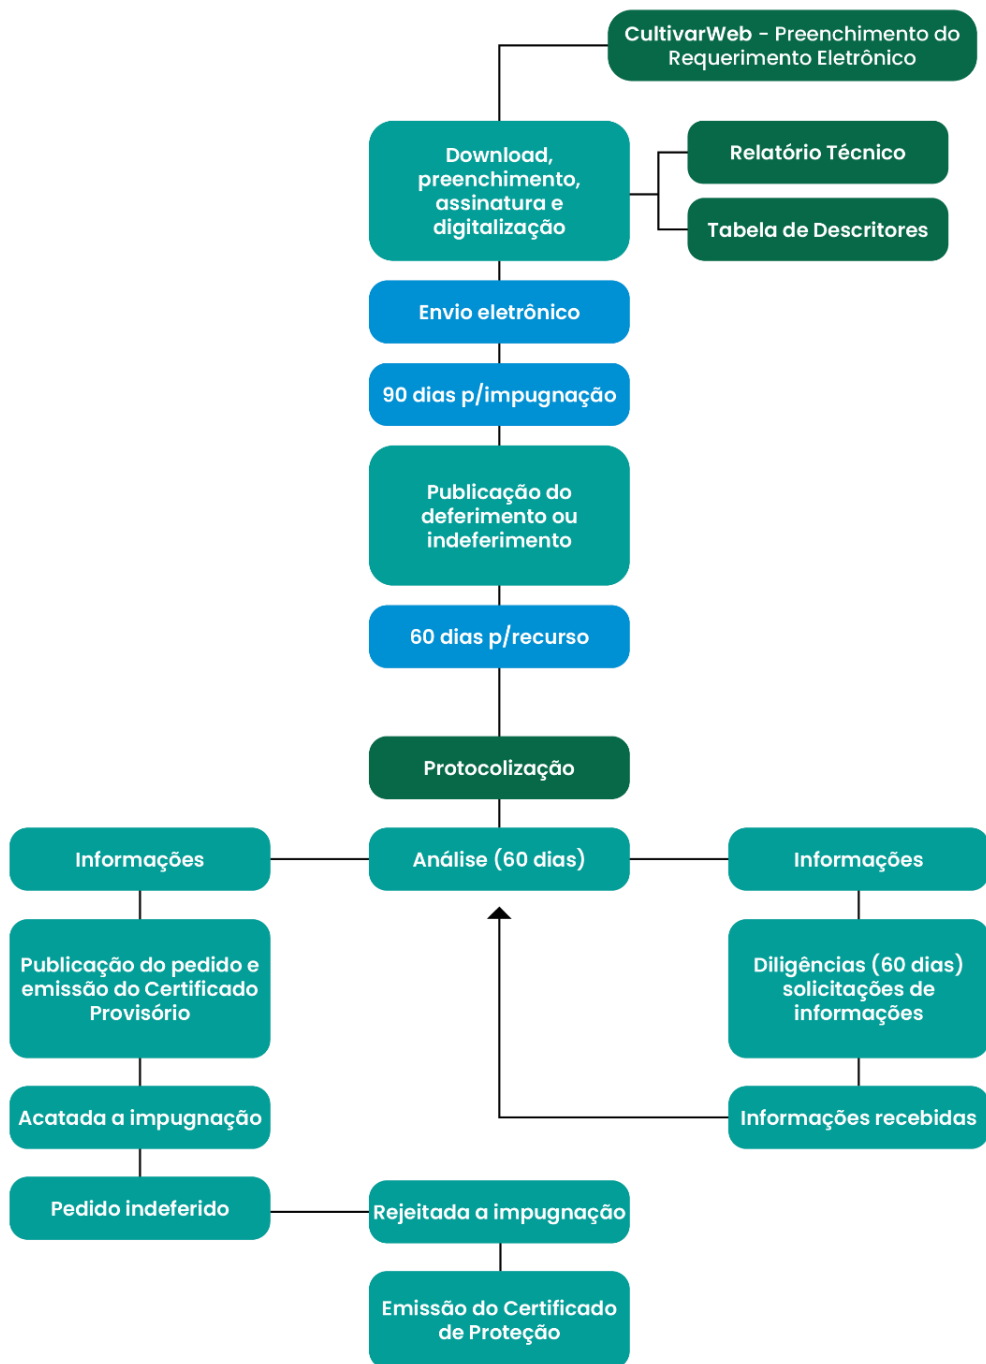 CultivarWeb - Preenchimento do
Requerimento Eletrônico
Download,
preenchimento,
assinatura e
digitalização
Relatório Técnico
Tabela de Descritores
Envio eletrônico
90 dias p/impugnação
Publicação do
deferimento ou
indeferimento
60 dias p/recurso
Protocolização
Informações
Análise (60 dias)
Informações
Publicação do pedido e
emissão do Certificado
Provisório
Diligências (60 dias)
solicitações de
informações
Acatada a impugnação
Informações recebidas
Pedido indeferido
Rejeitada a impugnação
Emissão do Certificado
de Proteção